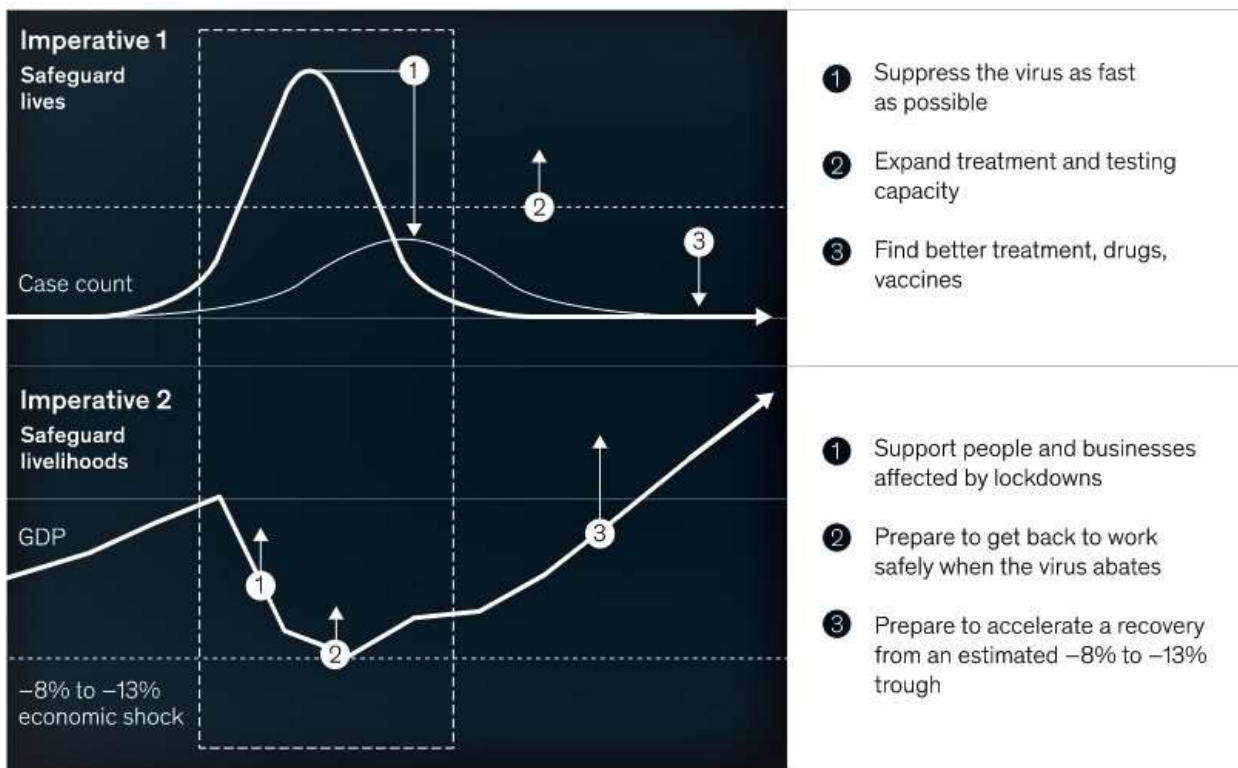 Imperative 1
Safeguard
lives
1
2
3
Case count
1 Suppress the virus as fast
as possible
2 Expand treatment and testing
capacity
3 Find better treatment, drugs,
vaccines
Imperative 2
Safeguard
livelihoods
GDP
1
2
3
–8% to –13%
economic shock
1 Support people and businesses
affected by lockdowns
2 Prepare to get back to work
safely when the virus abates
3 Prepare to accelerate a recovery
from an estimated –8% to –13%
trough